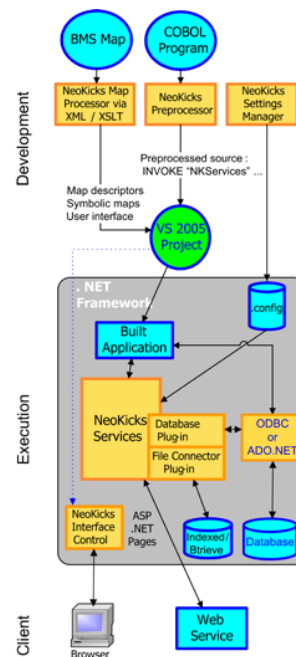 Development
BMS Map
COBOL
Program
NeoKicks Map
Processor via
XML / XSLT
NeoKicks
Preprocessor
NeoKicks Settings
Manager
Preprocessed source :
INVOKE "NKServices" ...
Map descriptors
Symbolic maps
User interface
VS 2005
Project
Execution
. NET
Framework
.config
Built
Application
NeoKicks
Services
Database
Plug-in
File Connector
Plug-in
ODBC
or
ADO.NET
NeoKicks
Interface
Control
ASP
.NET
Pages
Indexed/
Btrieve
Database
Client
Browser
Web
Service